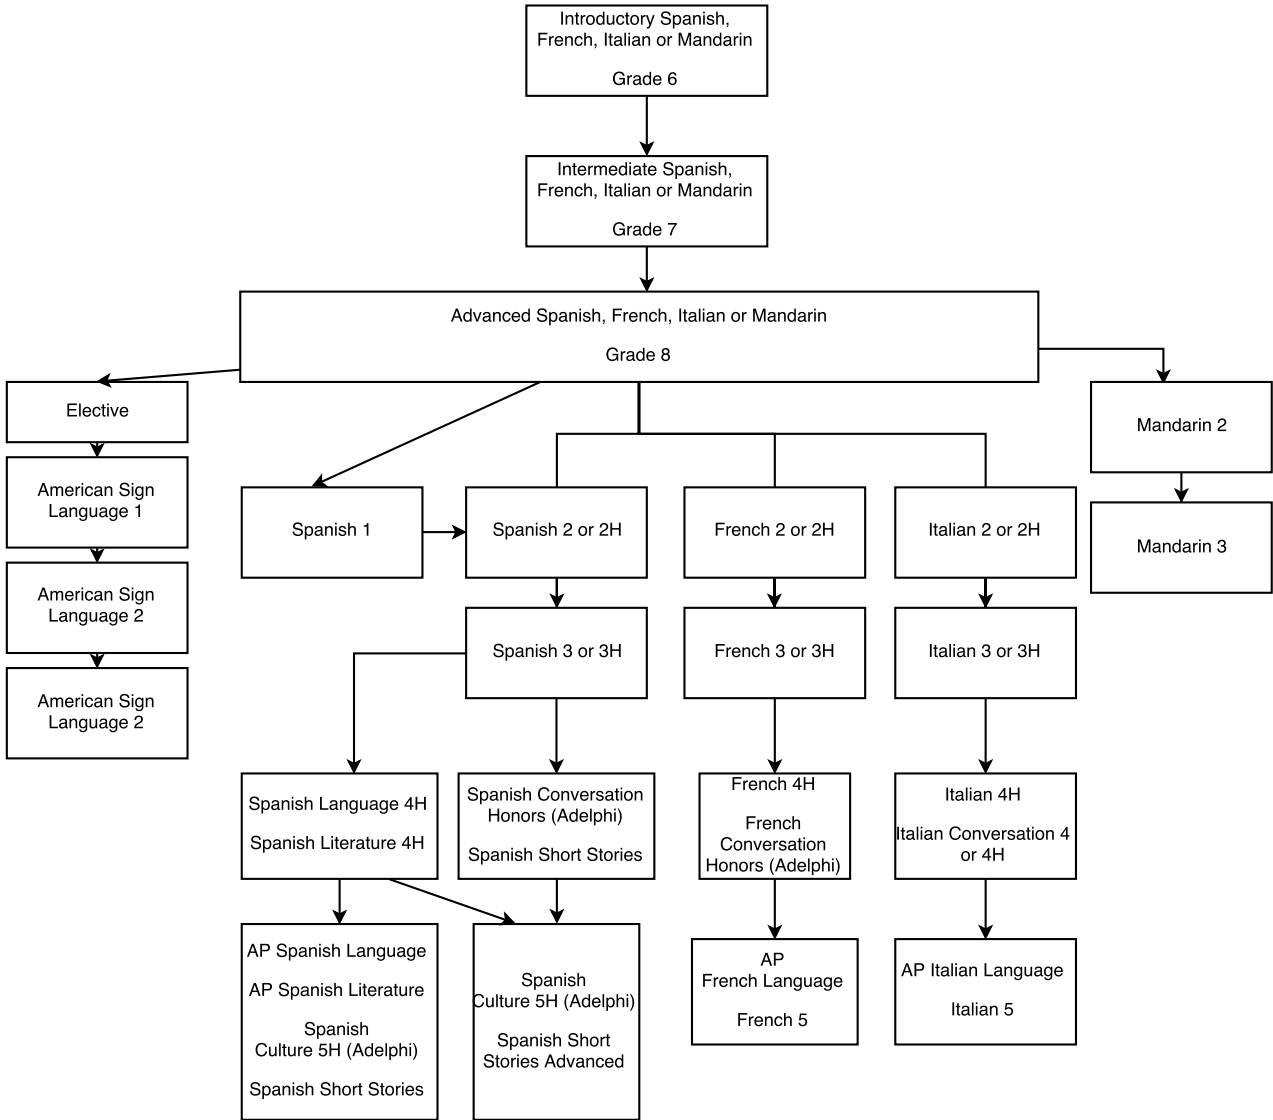 Introductory Spanish,
French, Italian or Mandarin
Grade 6
Intermediate Spanish,
French, Italian or Mandarin
Grade 7
Advanced Spanish, French, Italian or Mandarin
Grade 8
Elective
American Sign
Language 1
American Sign
Language 2
American Sign
Language 2
Spanish 1
Spanish 2 or 2H
French 2 or 2H
Italian 2 or 2H
Mandarin 2
Mandarin 3
Spanish 3 or 3H
French 3 or 3H
Italian 3 or 3H
Spanish Language 4H
Spanish Literature 4H
Spanish Conversation
Honors (Adelphi)
Spanish Short Stories
French 4H
French
Conversation
Honors (Adelphi)
Italian 4H
Italian Conversation 4
or 4H
AP Spanish Language
AP Spanish Literature
Spanish
Culture 5H (Adelphi)
Spanish Short Stories
Spanish
Culture 5H (Adelphi)
Spanish Short
Stories Advanced
AP
French Language
French 5
AP Italian Language
Italian 5